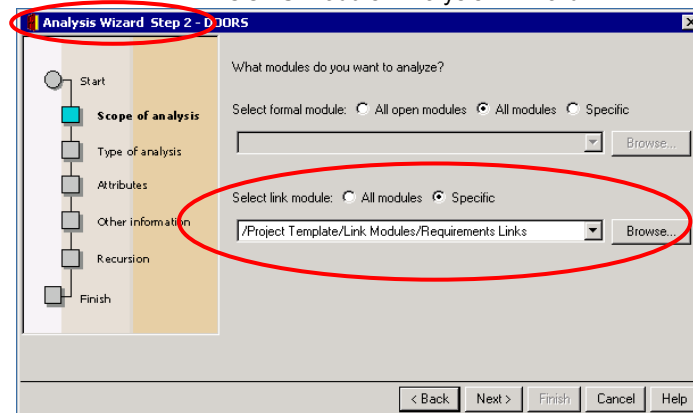 Analysis Wizard Step 2 - DOORS
What modules do you want to analyze?
Start
Select formal module: All open modules All modules Specific
Scope of analysis
Browse...
Type of analysis
Attributes
Select link module: All modules Specific
Other information
/Project Template/Link Modules/Requirements Links Browse...
Recursion
Finish
< Back Next > Finish Cancel Help